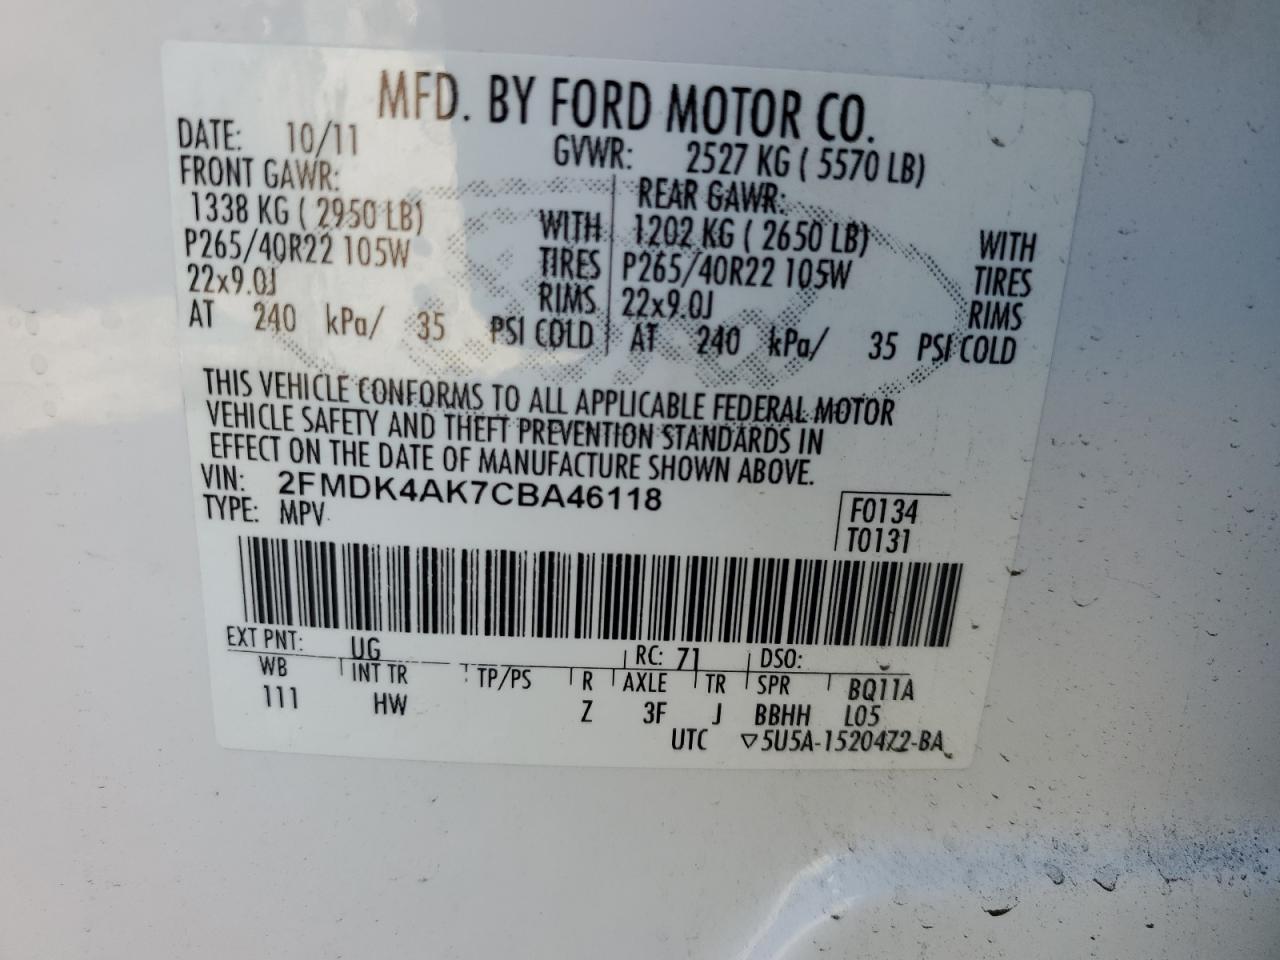 MFD. BY FORD MOTOR CO.
DATE: 10/11 GVWR: 2527 KG ( 5570 LB)
FRONT GAWR: REAR GAWR:
1338 KG ( 2950 LB) WITH 1202 KG ( 2650 LB) WITH
P265/40R22 105W TIRES P265/40R22 105W TIRES
22x9.0J RIMS 22x9.0J RIMS
AT 240 kPa/ 35 PSI COLD AT 240 kPa/ 35 PSI COLD
THIS VEHICLE CONFORMS TO ALL APPLICABLE FEDERAL MOTOR
VEHICLE SAFETY AND THEFT PREVENTION STANDARDS IN
EFFECT ON THE DATE OF MANUFACTURE SHOWN ABOVE.
VIN: 2FMDK4AK7CBA46118
TYPE: MPV
F0134
T0131
EXT PNT: UG RC: 71 DSO:
WB INT TR TP/PS R AXLE TR SPR BQ11A
111 HW Z 3F J BBHH L05
UTC ▽5U5A-1520472-BA